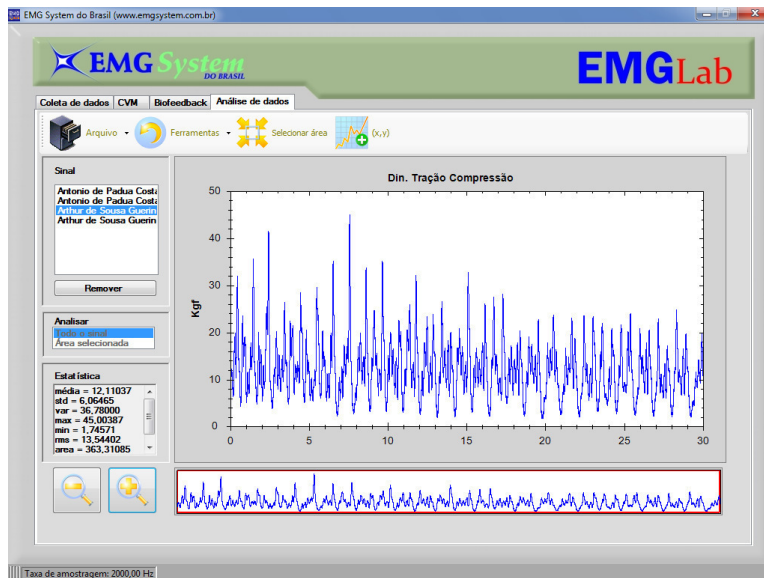 EMG System do Brasil (www.emgsystem.com.br)
EMG System
DO BRASIL
EMGLab
Coleta de dados CVM Biofeedback Análise de dados
Arquivo Ferramentas Selecionar área (x,y)
Sinal
Antonio de Padua Costa
Antonio de Padua Costa
Arthur de Sousa Guerin
Arthur de Sousa Guerin
Remover
Analisar
Todo o sinal
Área selecionada
Estatística
média = 12,11037
std = 6,06465
var = 36,78000
max = 45,00387
min = 1,74571
rms = 13,54402
area = 363,31085
Din. Tração Compressão
Kgf
50
40
30
20
10
0
0 5 10 15 20 25 30
Taxa de amostragem: 2000,00 Hz